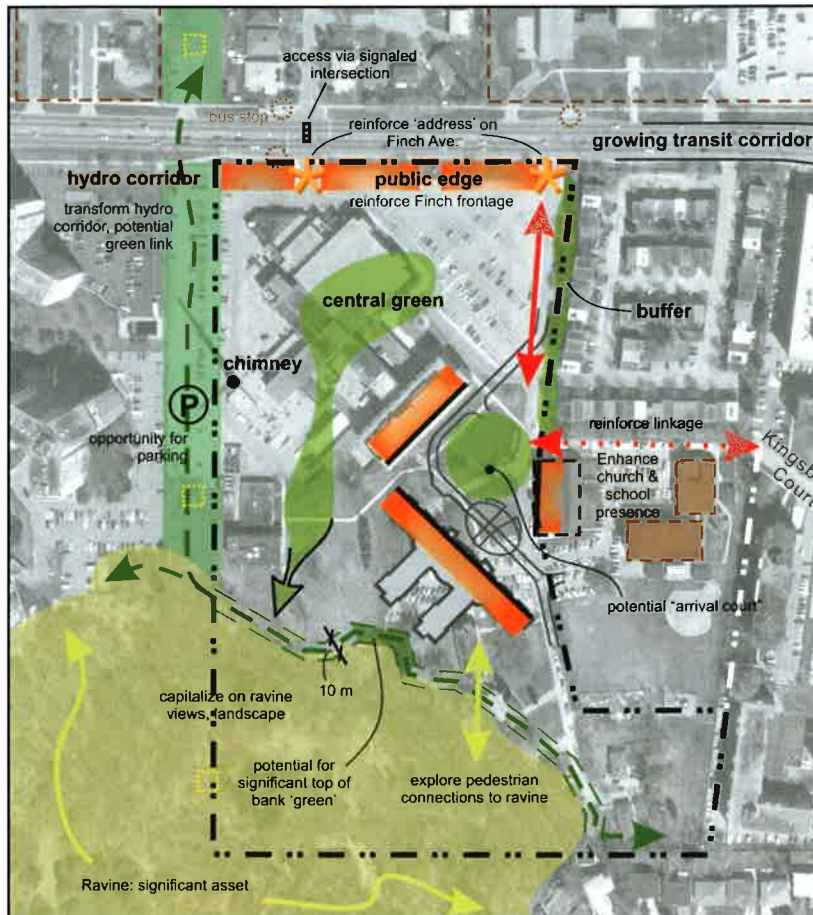 access via signaled
intersection
bus stop
reinforce ‘address’ on
Finch Ave.
growing transit corridor
hydro corridor
public edge
reinforce Finch frontage
transform hydro
corridor, potential
green link
central green
buffer
chimney
P
opportunity for
parking
reinforce linkage
Enhance
church &
school
presence
Court
potential “arrival court”
10 m
capitalize on ravine
views, landscape
potential for
significant top of
bank ‘green’
explore pedestrian
connections to ravine
Ravine: significant asset